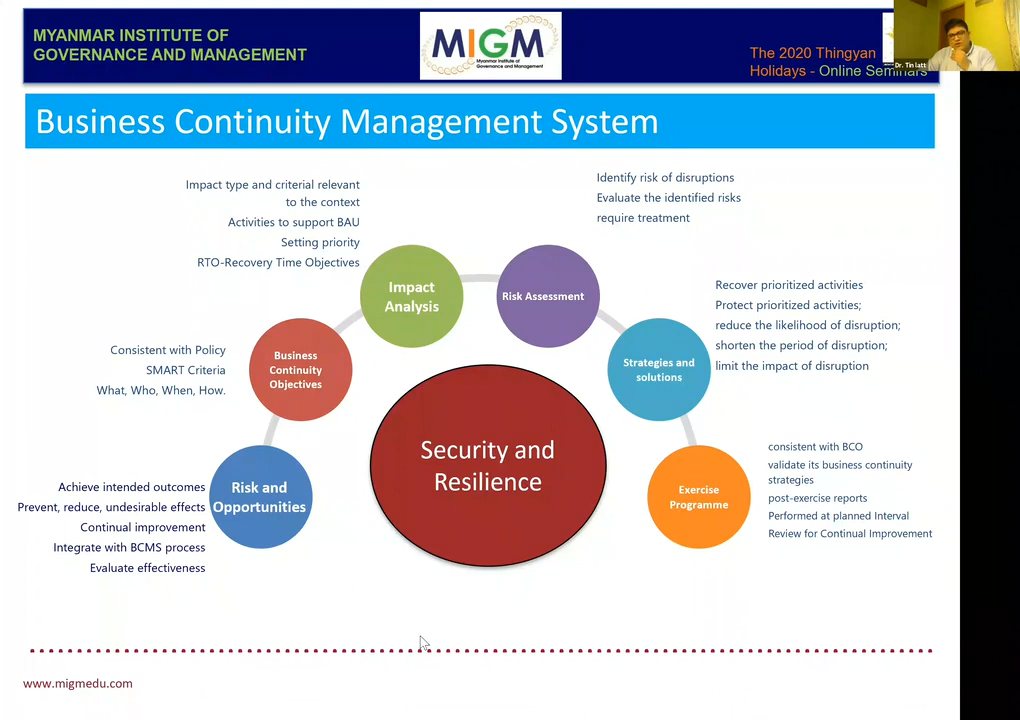 MYANMAR INSTITUTE OF
GOVERNANCE AND MANAGEMENT
MIGM
Myanmar Institute of
Governance and Management
The 2020 Thingyan
Holidays - Online Seminars
Dr. Tin latt
Business Continuity Management System
Impact type and criterial relevant
to the context
Activities to support BAU
Setting priority
RTO-Recovery Time Objectives
Identify risk of disruptions
Evaluate the identified risks
require treatment
Impact
Analysis
Risk Assessment
Recover prioritized activities
Protect prioritized activities;
reduce the likelihood of disruption;
shorten the period of disruption;
limit the impact of disruption
Consistent with Policy
SMART Criteria
What, Who, When, How.
Business
Continuity
Objectives
Strategies and
solutions
Security and
Resilience
Achieve intended outcomes
Prevent, reduce, undesirable effects
Continual improvement
Integrate with BCMS process
Evaluate effectiveness
Risk and
Opportunities
Exercise
Programme
consistent with BCO
validate its business continuity
strategies
post-exercise reports
Performed at planned Interval
Review for Continual Improvement
www.migmedu.com